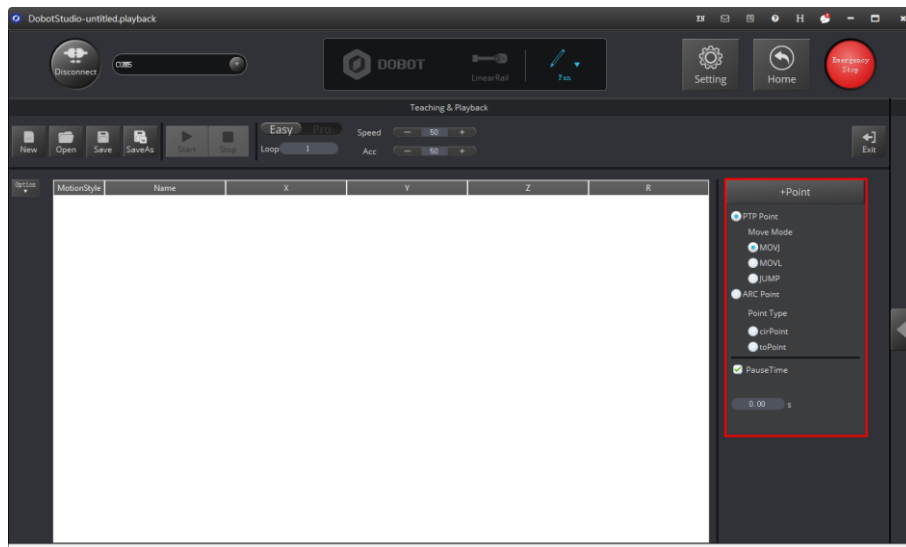 DobotStudio-untitled.playback
H
Disconnect
COM5
DOBOT
LinearRail
Pen
Setting
Home
Emergency
Stop
Teaching & Playback
New
Open
Save
SaveAs
Start
Stop
Easy Pro
Loop 1
Speed - 50 +
Acc - 50 +
Exit
Option
MotionStyle Name X Y Z R
+Point
PTP Point
Move Mode
MOVJ
MOVL
JUMP
ARC Point
Point Type
cirPoint
toPoint
PauseTime
0.00 s